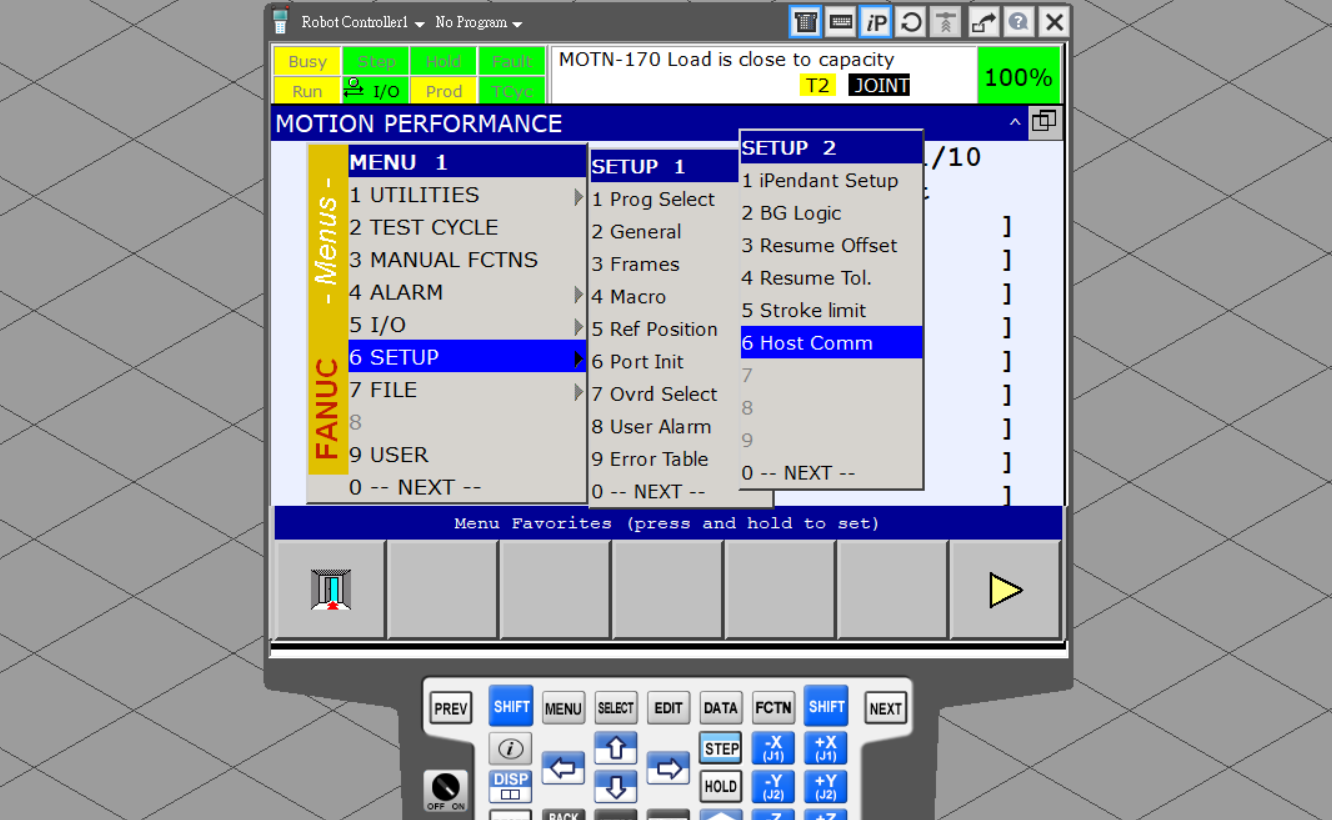 Robot Controller1 No Program
iP
Busy Step Hold Fault
Run I/O Prod TCyc
MOTN-170 Load is close to capacity
T2 JOINT
100%
MOTION PERFORMANCE
/10
- Menus -
FANUC
MENU 1
1 UTILITIES
2 TEST CYCLE
3 MANUAL FCTNS
4 ALARM
5 I/O
6 SETUP
7 FILE
8
9 USER
0 -- NEXT --
SETUP 1
1 Prog Select
2 General
3 Frames
4 Macro
5 Ref Position
6 Port Init
7 Ovrd Select
8 User Alarm
9 Error Table
0 -- NEXT --
SETUP 2
1 iPendant Setup
2 BG Logic
3 Resume Offset
4 Resume Tol.
5 Stroke limit
6 Host Comm
7
8
9
0 -- NEXT --
]
]
]
]
]
]
]
]
]
Menu Favorites (press and hold to set)
PREV SHIFT MENU SELECT EDIT DATA FCTN SHIFT NEXT
i STEP -X (J1) +X (J1)
OFF ON DISP HOLD -Y (J2) +Y (J2)
BACK -Z +Z